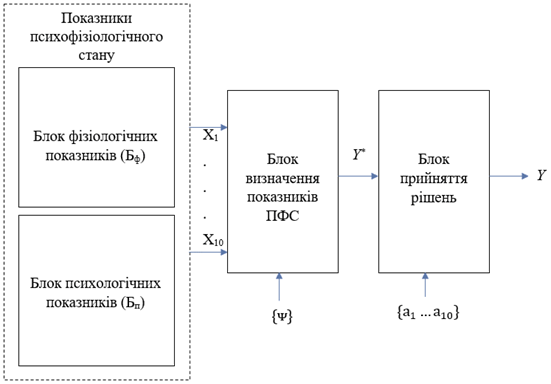 Показники
психофізіологічного
стану
Блок фізіологічних
показників (Бф)
Блок психологічних
показників (Бп)
X1
.
.
.
.
X10
Блок
визначення
показників
ПФС
{Ψ}
Y*
Блок
прийняття
рішень
{a1 ...a10}
Y